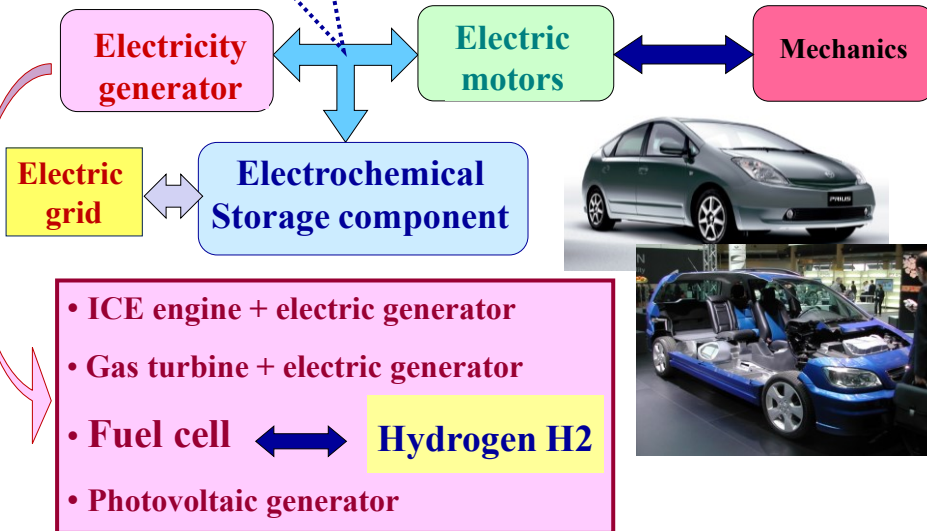 Electricity
generator
Electric
motors
Mechanics
Electric
grid
Electrochemical
Storage component
PRIUS
• ICE engine + electric generator
• Gas turbine + electric generator
• Fuel cell
Hydrogen H2
• Photovoltaic generator